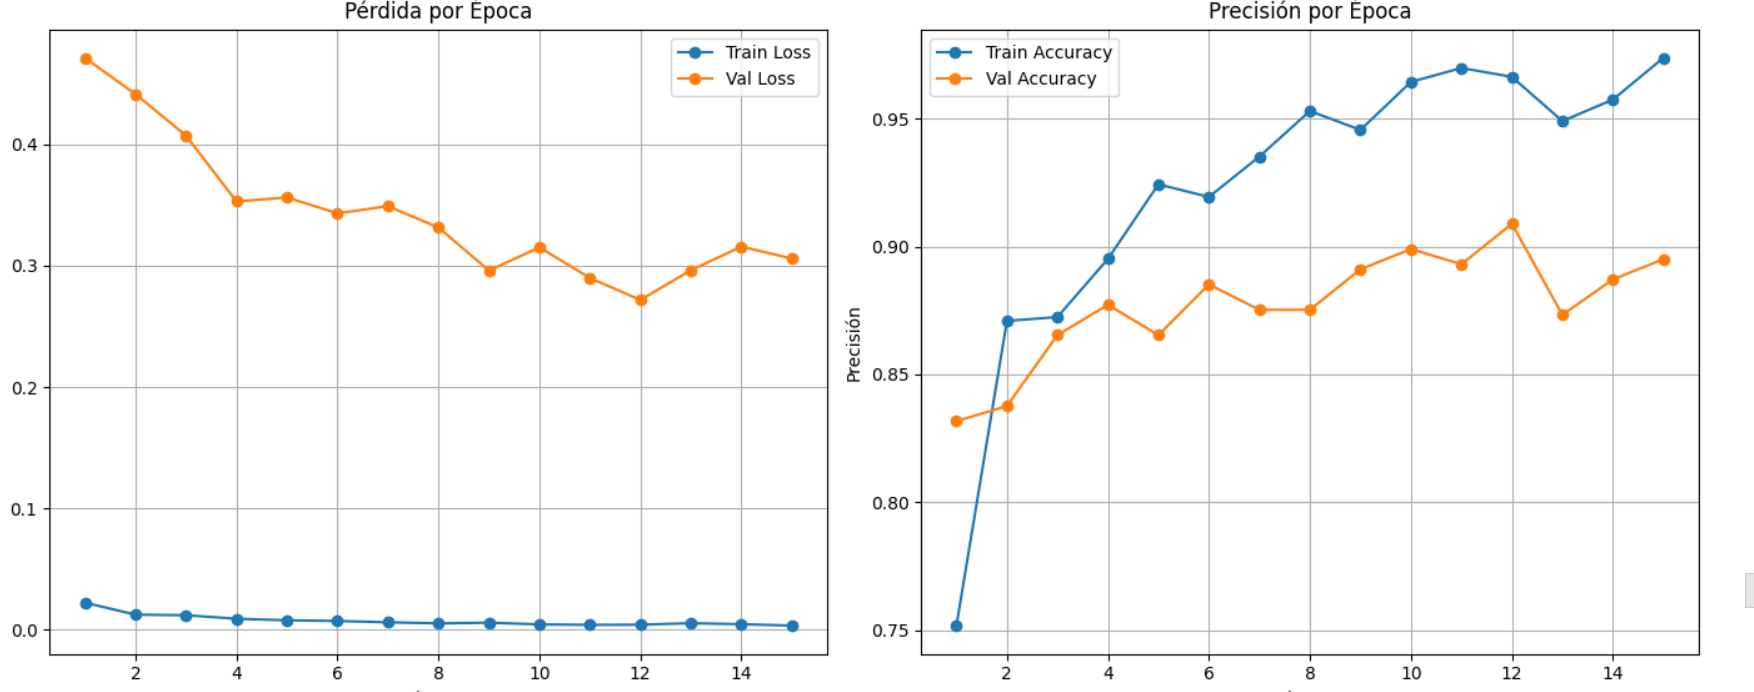 Pérdida por Época
Train Loss
Val Loss
0.4
0.3
0.2
0.1
0.0
2 4 6 8 10 12 14
Precisión por Época
Train Accuracy
Val Accuracy
Precisión
0.95
0.90
0.85
0.80
0.75
2 4 6 8 10 12 14